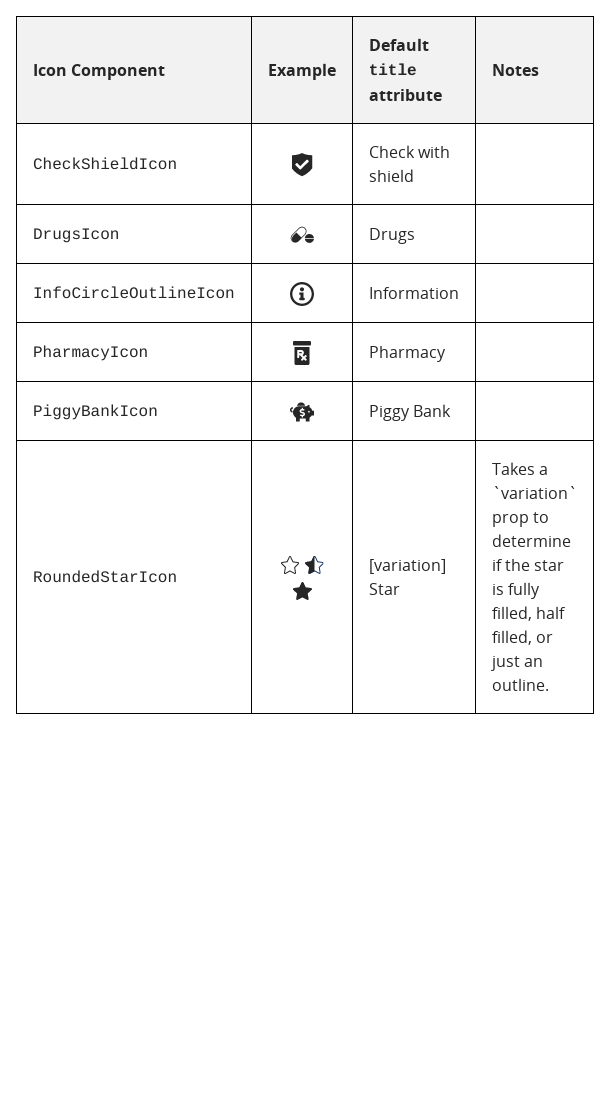 Icon Component
Example
Default
title
attribute
Notes
CheckShieldIcon
Check with
shield
DrugsIcon
Drugs
InfoCircleOutlineIcon
Information
PharmacyIcon
Rx
Pharmacy
PiggyBankIcon
$
Piggy Bank
RoundedStarIcon
[variation]
Star
Takes a
`variation`
prop to
determine
if the star
is fully
filled, half
filled, or
just an
outline.